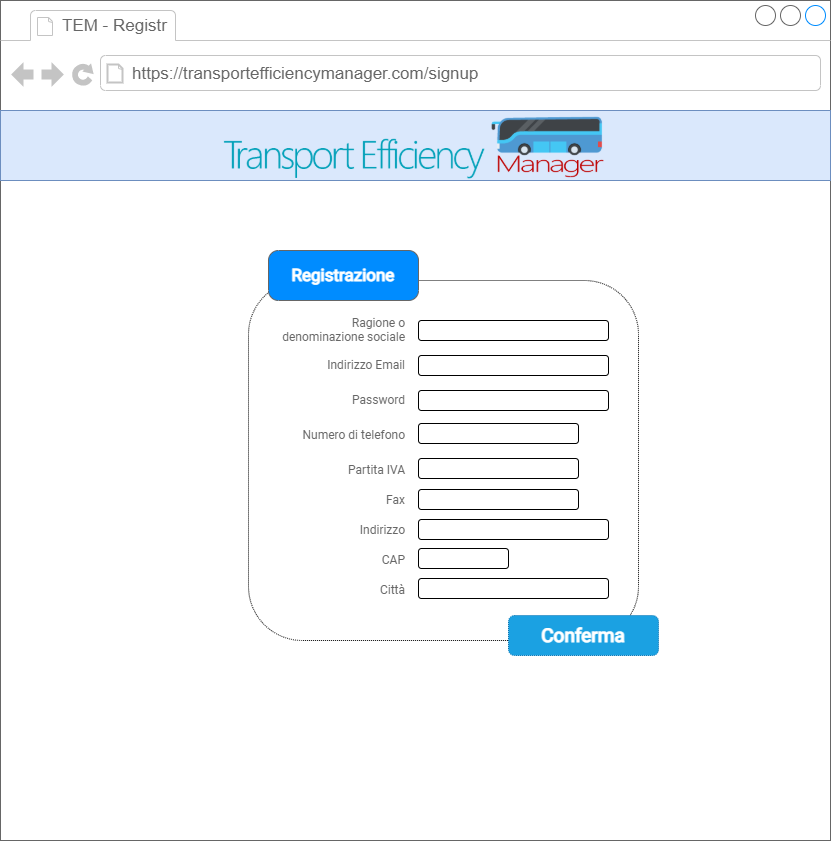 TEM - Registr
https://transportefficiencymanager.com/signup
Transport Efficiency
Manager
Registrazione
Ragione o
denominazione sociale
Indirizzo Email
Password
Numero di telefono
Partita IVA
Fax
Indirizzo
CAP
Città
Conferma